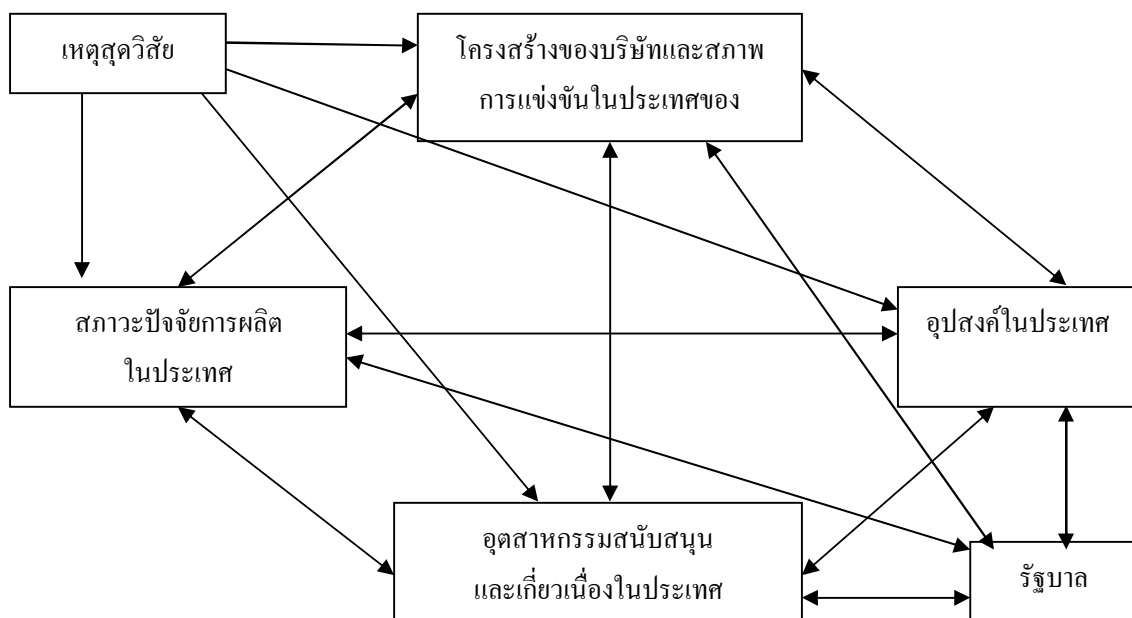 เหตุสุดวิสัย
โครงสร้างของบริษัทและสภาพ
การแข่งขันในประเทศของ
สภาวะปัจจัยการผลิต
ในประเทศ
อุปสงค์ในประเทศ
อุตสาหกรรมสนับสนุน
และเกี่ยวเนื่องในประเทศ
รัฐบาล